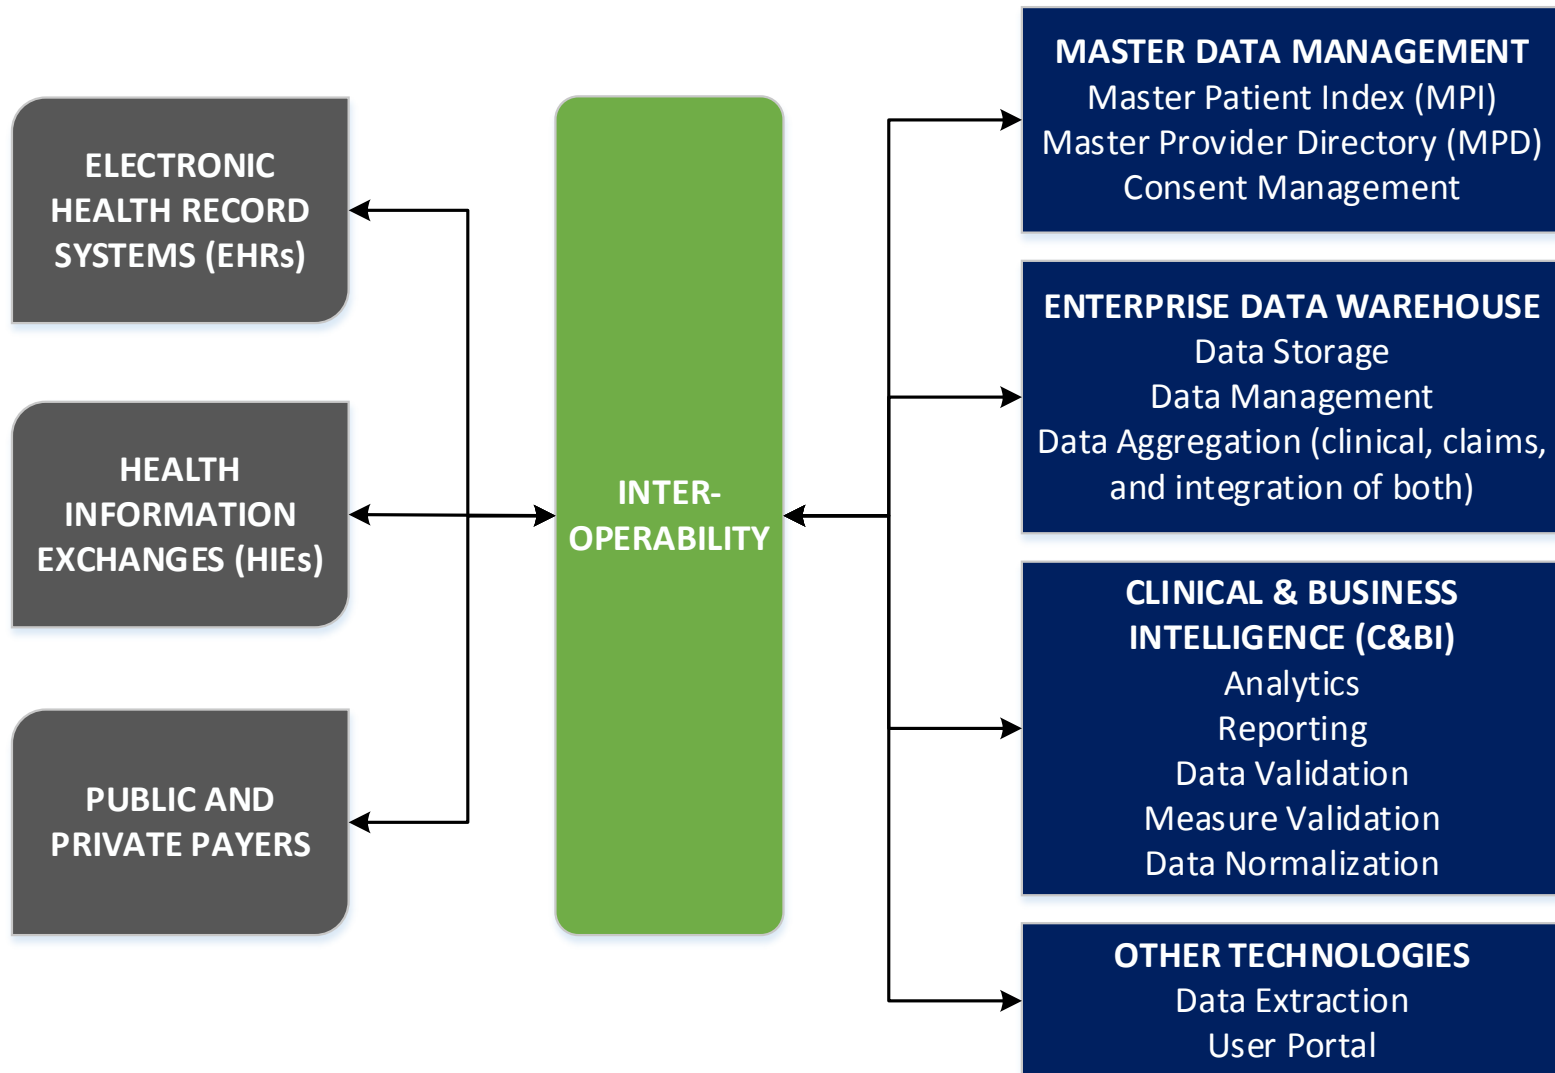 ELECTRONIC
HEALTH RECORD
SYSTEMS (EHRs)
HEALTH
INFORMATION
EXCHANGES (HIEs)
PUBLIC AND
PRIVATE PAYERS
INTER-
OPERABILITY
MASTER DATA MANAGEMENT
Master Patient Index (MPI)
Master Provider Directory (MPD)
Consent Management
ENTERPRISE DATA WAREHOUSE
Data Storage
Data Management
Data Aggregation (clinical, claims,
and integration of both)
CLINICAL & BUSINESS
INTELLIGENCE (C&BI)
Analytics
Reporting
Data Validation
Measure Validation
Data Normalization
OTHER TECHNOLOGIES
Data Extraction
User Portal